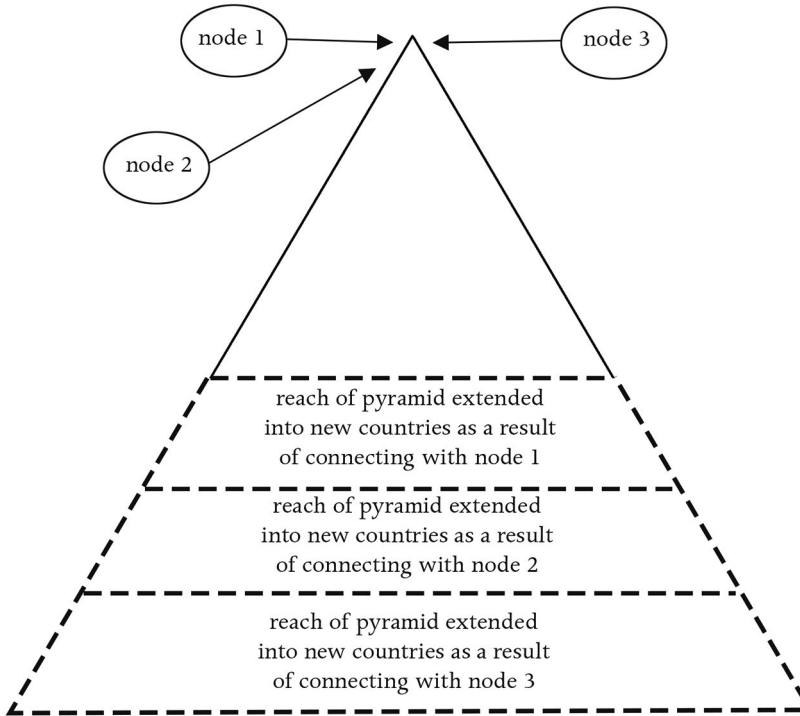 node 1
node 3
node 2
reach of pyramid extended
into new countries as a result
of connecting with node 1
reach of pyramid extended
into new countries as a result
of connecting with node 2
reach of pyramid extended
into new countries as a result
of connecting with node 3